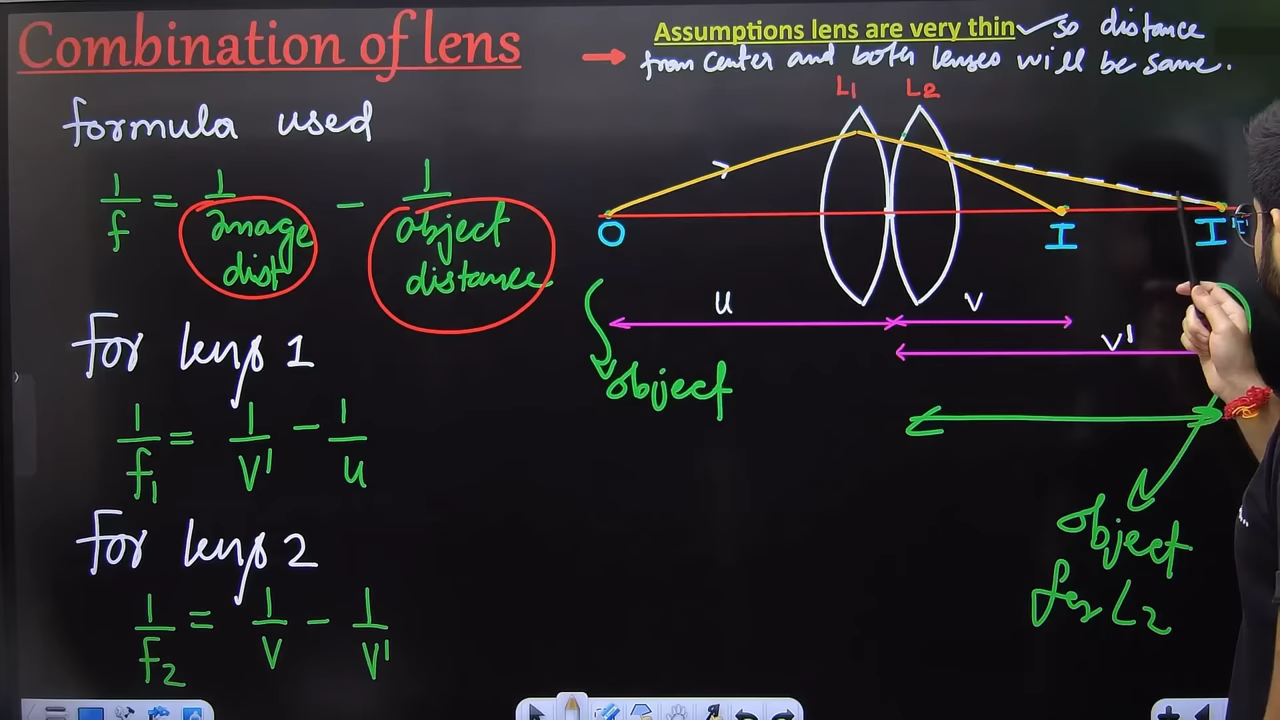 Combination of lens
Assumptions lens are very thin so distance
from center and both lenses will be same.
formula used
1/f = 1/image dist - 1/object distance
for lens 1
1/f1 = 1/v' - 1/u
for lens 2
1/f2 = 1/v - 1/v'
L1 L2
O I I'
u v
v'
object
object
for L2